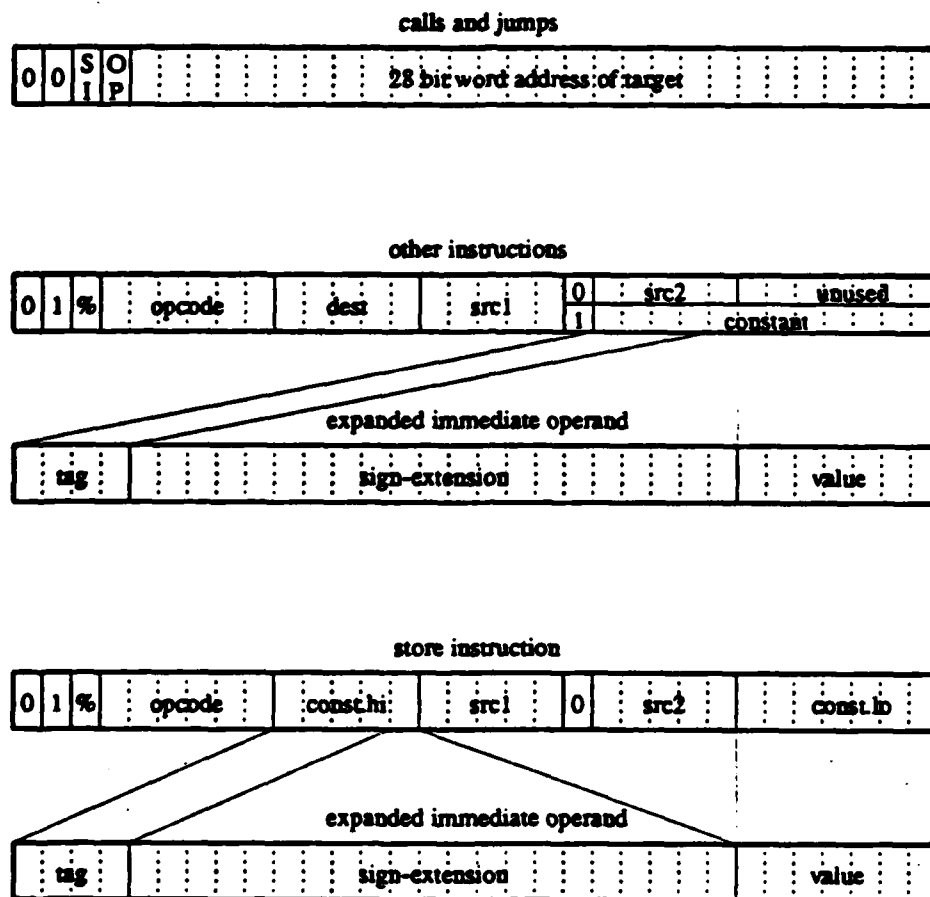 calls and jumps
0 0 SI OP 28 bit word address of target
other instructions
0 1 % opcode dest src1 0 src2 unused
1 constant
expanded immediate operand
tag sign-extension value
store instruction
0 1 % opcode const.hi src1 0 src2 const.lo
expanded immediate operand
tag sign-extension value